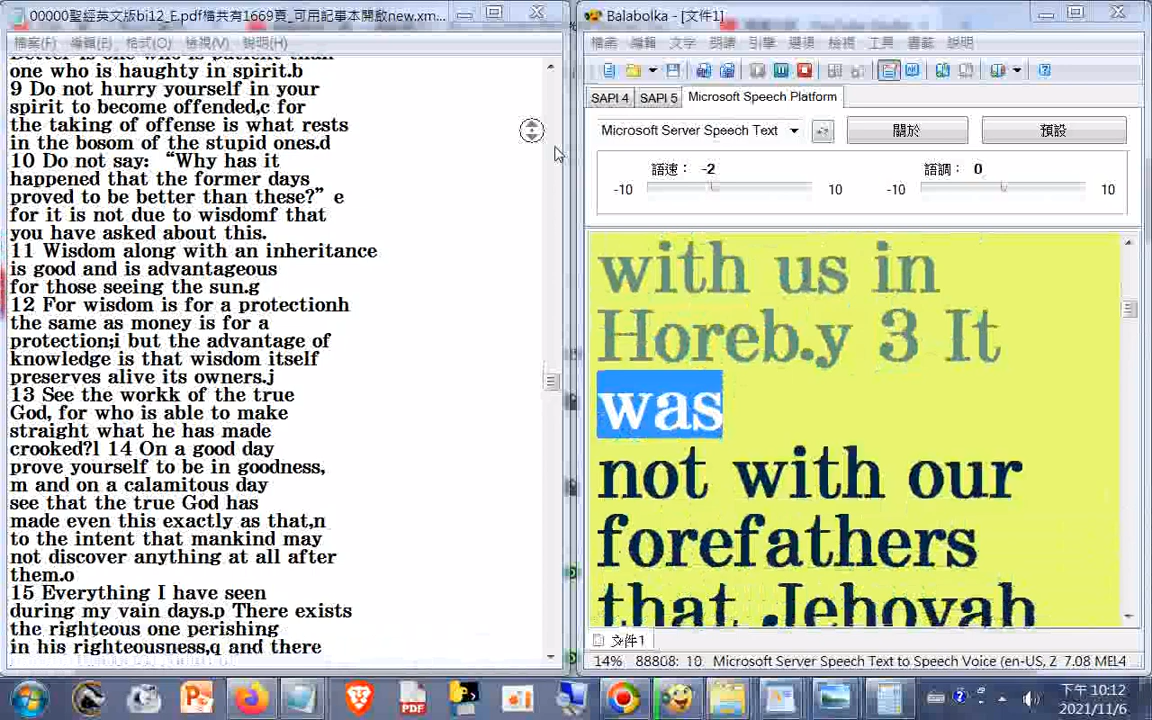 00000聖經英文版bi12_E.pdf檔共有1669頁_可用記事本開啟new.xm...
檔案(F) 編輯(E) 格式(O) 檢視(V) 說明(H)
Better is one who is patient than
one who is haughty in spirit.b
9 Do not hurry yourself in your
spirit to become offended,c for
the taking of offense is what rests
in the bosom of the stupid ones.d
10 Do not say: “Why has it
happened that the former days
proved to be better than these?” e
for it is not due to wisdomf that
you have asked about this.
11 Wisdom along with an inheritance
is good and is advantageous
for those seeing the sun.g
12 For wisdom is for a protectionh
the same as money is for a
protection;i but the advantage of
knowledge is that wisdom itself
preserves alive its owners.j
13 See the workk of the true
God, for who is able to make
straight what he has made
crooked?l 14 On a good day
prove yourself to be in goodness,
m and on a calamitous day
see that the true God has
made even this exactly as that,n
to the intent that mankind may
not discover anything at all after
them.o
15 Everything I have seen
during my vain days.p There exists
the righteous one perishing
in his righteousness,q and there
Balabolka - [文件1]
檔案 編輯 文字 朗讀 引擎 選項 檢視 工具 書籤 說明
SAPI 4 SAPI 5 Microsoft Speech Platform
Microsoft Server Speech Text 關於 預設
語速： -2 語調： 0
-10 10 -10 10
with us in
Horeb.y 3 It
was
not with our
forefathers
that Jehovah
文件1
14% 88808: 10 Microsoft Server Speech Text to Speech Voice (en-US, Z 7.08 MEL4
PDF
下午 10:12
2021/11/6